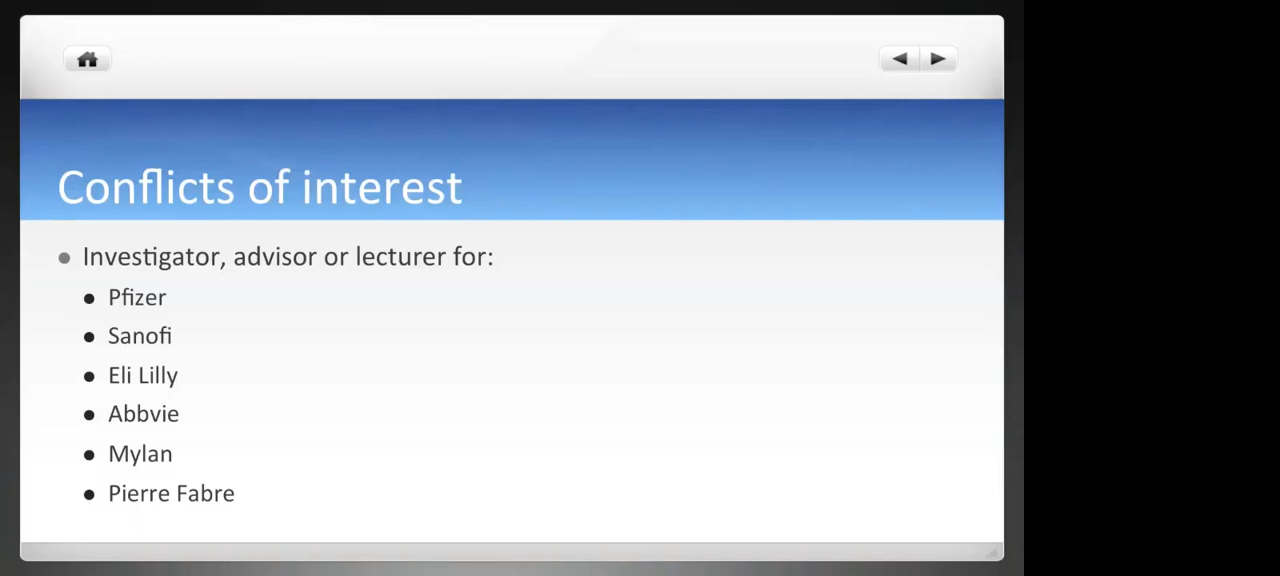 Conflicts of interest
Investigator, advisor or lecturer for:
Pfizer
Sanofi
Eli Lilly
Abbvie
Mylan
Pierre Fabre